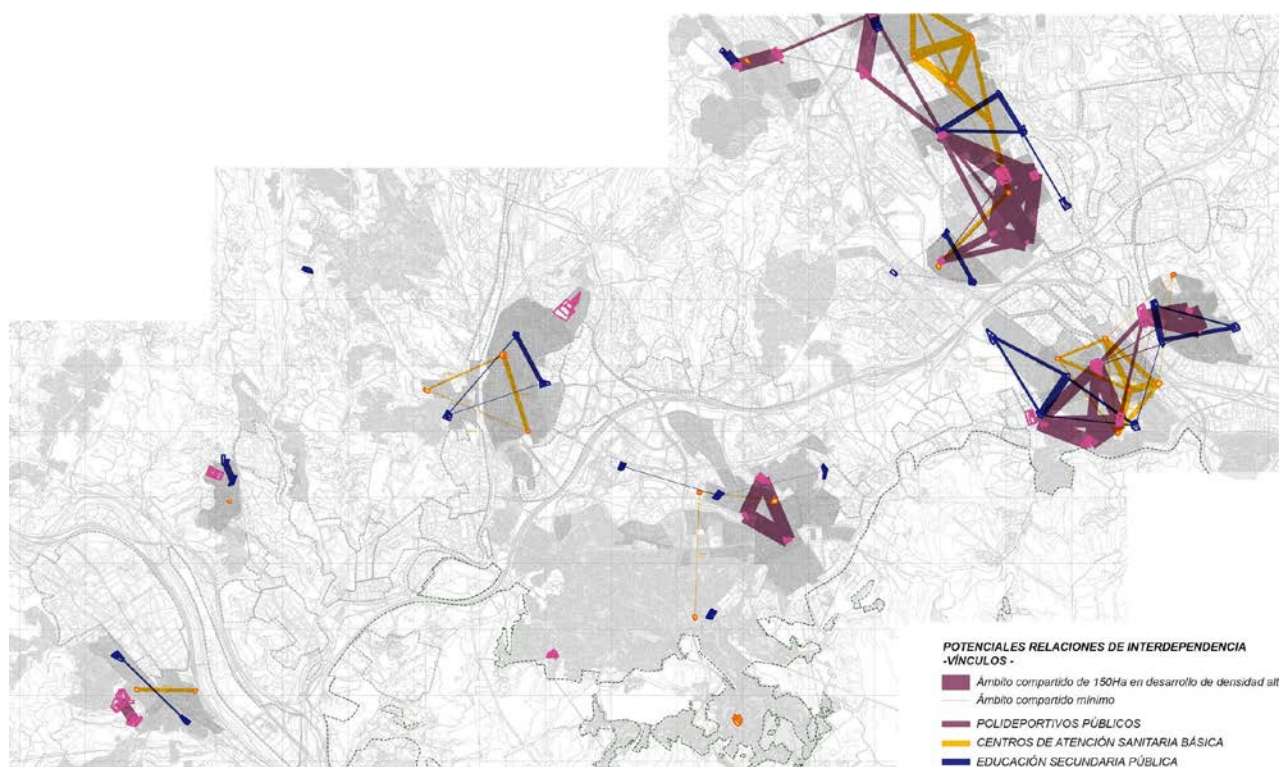 POTENCIALES RELACIONES DE INTERDEPENDENCIA
-VÍNCULOS -
Ámbito compartido de 150Ha en desarrollo de densidad alt
Ámbito compartido mínimo
POLIDEPORTIVOS PÚBLICOS
CENTROS DE ATENCIÓN SANITARIA BÁSICA
EDUCACIÓN SECUNDARIA PÚBLICA